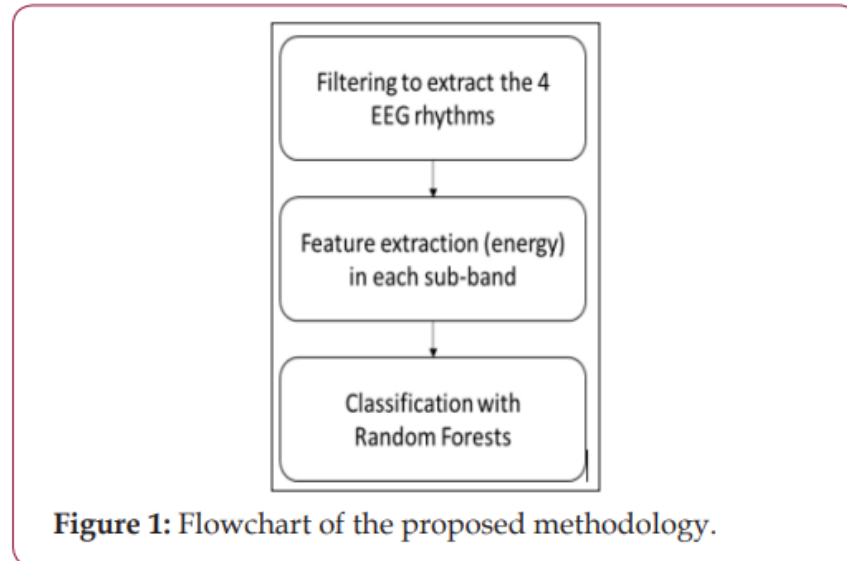 Filtering to extract the 4
EEG rhythms
Feature extraction (energy)
in each sub-band
Classification with
Random Forests
Figure 1: Flowchart of the proposed methodology.